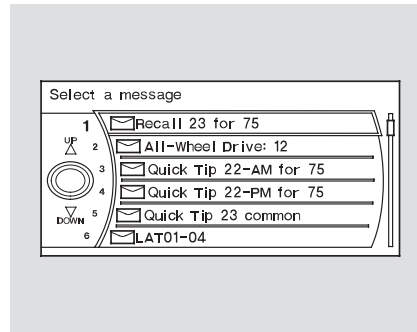 Select a message
1 Recall 23 for 75
UP
2 All-Wheel Drive: 12
3 Quick Tip 22-AM for 75
4 Quick Tip 22-PM for 75
5 Quick Tip 23 common
DOWN
6 LAT01-04